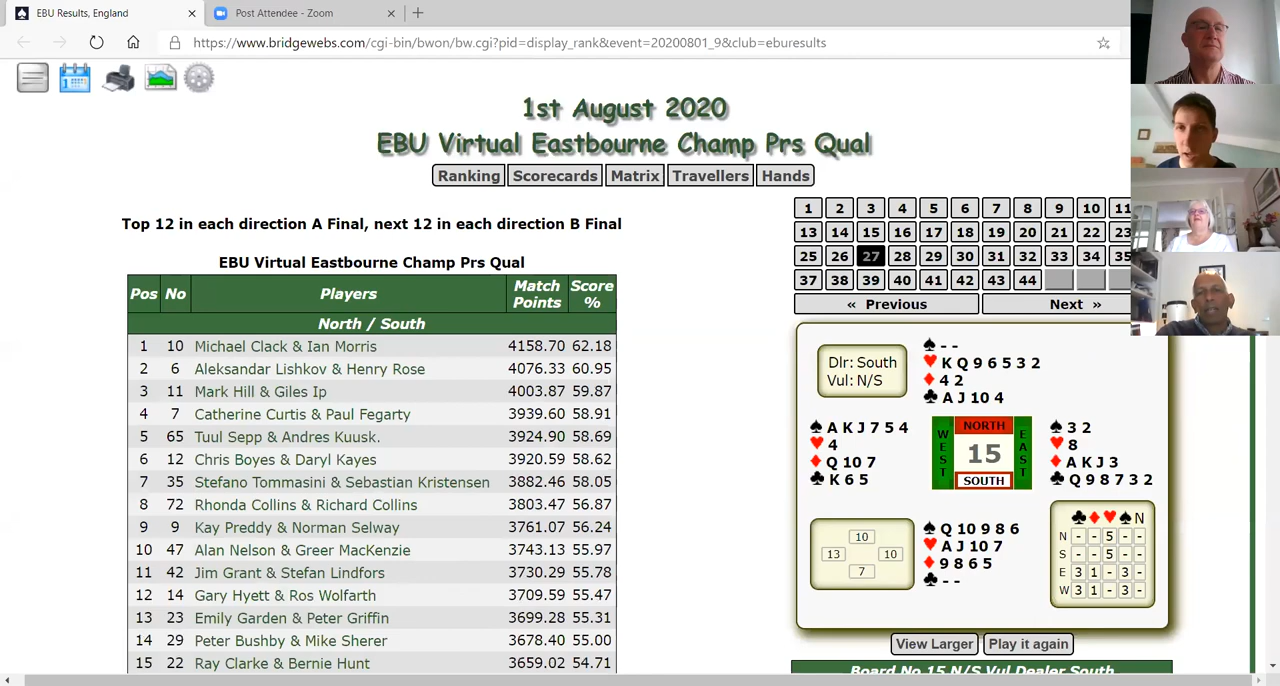 EBU Results, England
Post Attendee - Zoom
https://www.bridgewebs.com/cgi-bin/bwon/bw.cgi?pid=display_rank&event=20200801_9&club=eburesults
1st August 2020
EBU Virtual Eastbourne Champ Prs Qual
Ranking Scorecards Matrix Travellers Hands
Top 12 in each direction A Final, next 12 in each direction B Final
EBU Virtual Eastbourne Champ Prs Qual
Pos No Players Match Points Score %
North / South
1 10 Michael Clack & Ian Morris 4158.70 62.18
2 6 Aleksandar Lishkov & Henry Rose 4076.33 60.95
3 11 Mark Hill & Giles Ip 4003.87 59.87
4 7 Catherine Curtis & Paul Fegarty 3939.60 58.91
5 65 Tuul Sepp & Andres Kuusk. 3924.90 58.69
6 12 Chris Boyes & Daryl Kayes 3920.59 58.62
7 35 Stefano Tommasini & Sebastian Kristensen 3882.46 58.05
8 72 Rhonda Collins & Richard Collins 3803.47 56.87
9 9 Kay Preddy & Norman Selway 3761.07 56.24
10 47 Alan Nelson & Greer MacKenzie 3743.13 55.97
11 42 Jim Grant & Stefan Lindfors 3730.29 55.78
12 14 Gary Hyett & Ros Wolfarth 3709.59 55.47
13 23 Emily Garden & Peter Griffin 3699.28 55.31
14 29 Peter Bushby & Mike Sherer 3678.40 55.00
15 22 Ray Clarke & Bernie Hunt 3659.02 54.71
1 2 3 4 5 6 7 8 9 10 11
13 14 15 16 17 18 19 20 21 22 23
25 26 27 28 29 30 31 32 33 34 35
37 38 39 40 41 42 43 44
« Previous Next »
Dlr: South
Vul: N/S
♠ - -
♥ K Q 9 6 5 3 2
♦ 4 2
♣ A J 10 4
♠ A K J 7 5 4
♥ 4
♦ Q 10 7
♣ K 6 5
NORTH
WEST 15 EAST
SOUTH
♠ 3 2
♥ 8
♦ A K J 3
♣ Q 9 8 7 3 2
10
13 10
7
♠ Q 10 9 8 6
♥ A J 10 7
♦ 9 8 6 5
♣ - -
♣ ♦ ♥ ♠ N
N - - 5 - -
S - - 5 - -
E 3 1 - 3 -
W 3 1 - 3 -
View Larger Play it again
Board No 15 N/S Vul Dealer South